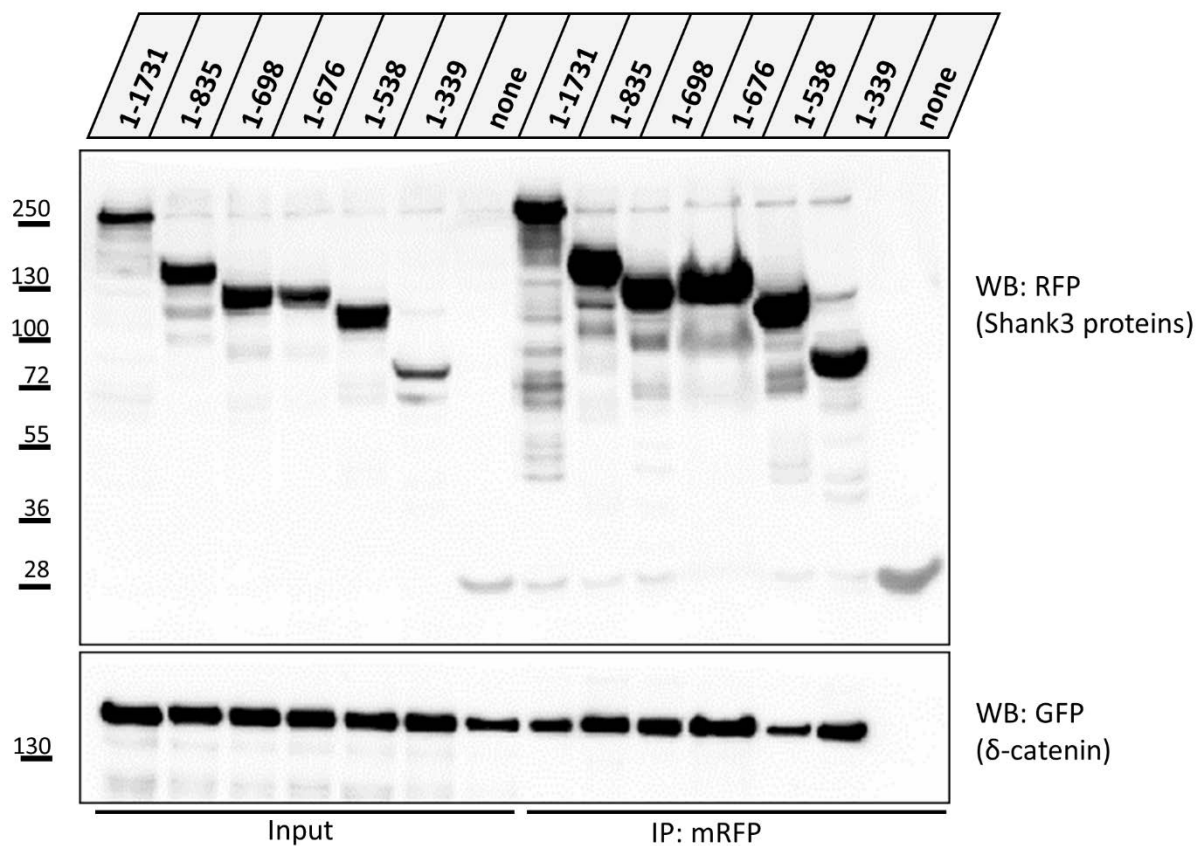 1-1731
1-835
1-698
1-676
1-538
1-339
none
1-1731
1-835
1-698
1-676
1-538
1-339
none
250
130
100
72
55
36
28
WB: RFP
(Shank3 proteins)
130
WB: GFP
(δ-catenin)
Input
IP: mRFP